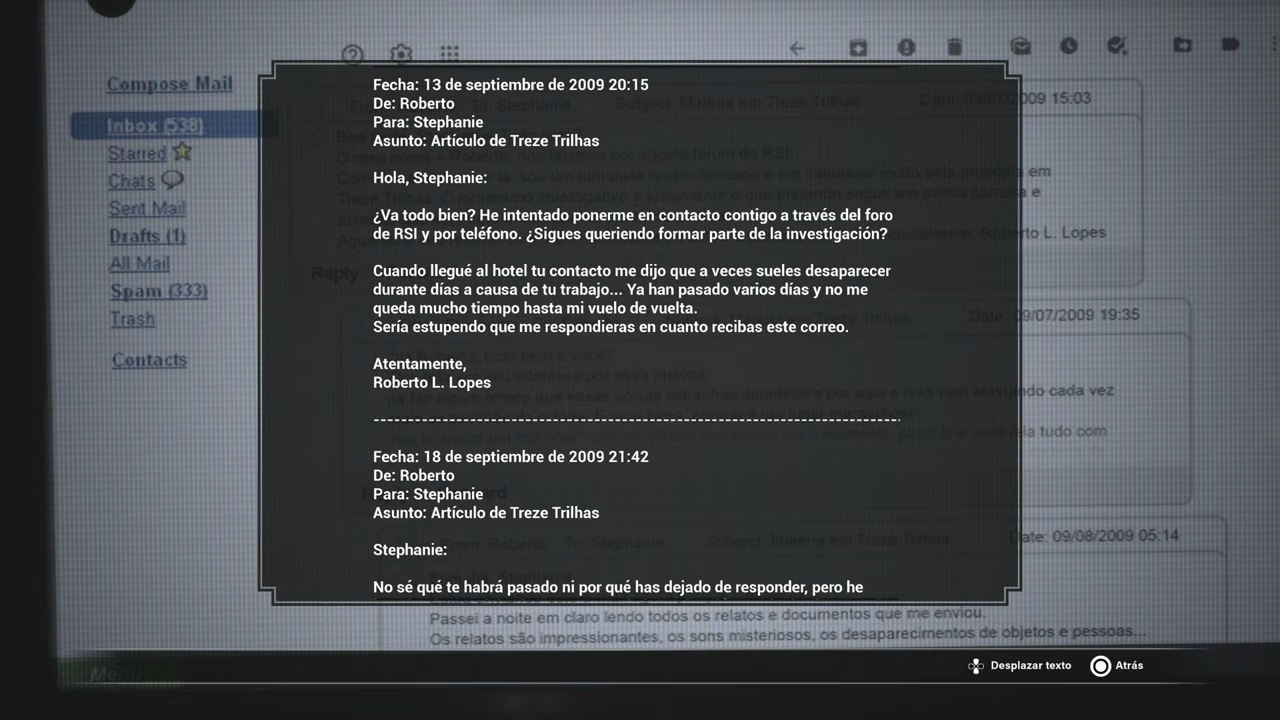 Compose Mail
Inbox (538)
Starred
Chats
Sent Mail
Drafts (1)
All Mail
Spam (333)
Trash
Contacts
Fecha: 13 de septiembre de 2009 20:15
De: Roberto
Para: Stephanie
Asunto: Artículo de Treze Trilhas
Hola, Stephanie:
¿Va todo bien? He intentado ponerme en contacto contigo a través del foro
de RSI y por teléfono. ¿Sigues queriendo formar parte de la investigación?
Cuando llegué al hotel tu contacto me dijo que a veces sueles desaparecer
durante días a causa de tu trabajo... Ya han pasado varios días y no me
queda mucho tiempo hasta mi vuelo de vuelta.
Sería estupendo que me respondieras en cuanto recibas este correo.
Atentamente,
Roberto L. Lopes
Fecha: 18 de septiembre de 2009 21:42
De: Roberto
Para: Stephanie
Asunto: Artículo de Treze Trilhas
Stephanie:
No sé qué te habrá pasado ni por qué has dejado de responder, pero he
2009 15:03
em
e
Roberto L. Lopes
Reply
Date: 09/07/2009 19:35
cada vez
tudo com
Date: 09/08/2009 05:14
Passei a noite em claro lendo todos os relatos e documentos que me enviou.
Os relatos são impressionantes, os sons misteriosos, os desaparecimentos de objetos e pessoas...
Menu
Desplazar texto
Atrás